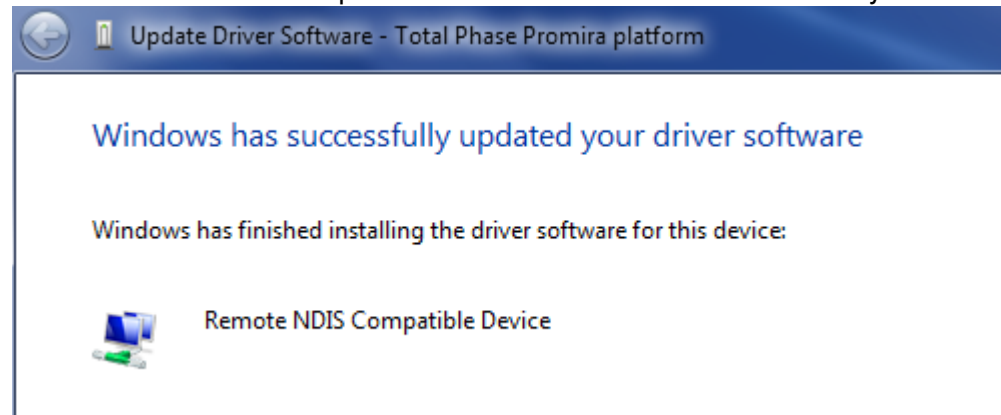 Update Driver Software - Total Phase Promira platform
Windows has successfully updated your driver software
Windows has finished installing the driver software for this device:
Remote NDIS Compatible Device